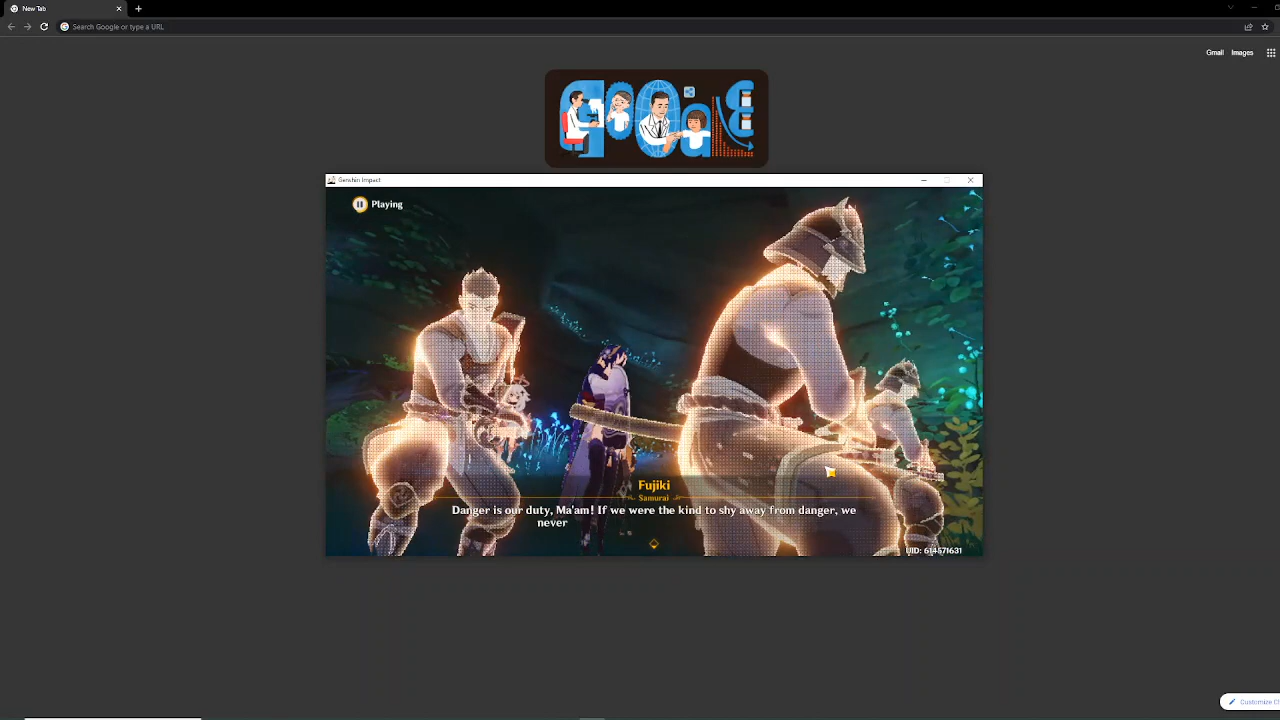 New Tab
Search Google or type a URL
Gmail Images
Genshin Impact
Playing
Fujiki
Samurai
Danger is our duty, Ma'am! If we were the kind to shy away from danger, we
never
UID: 614571631